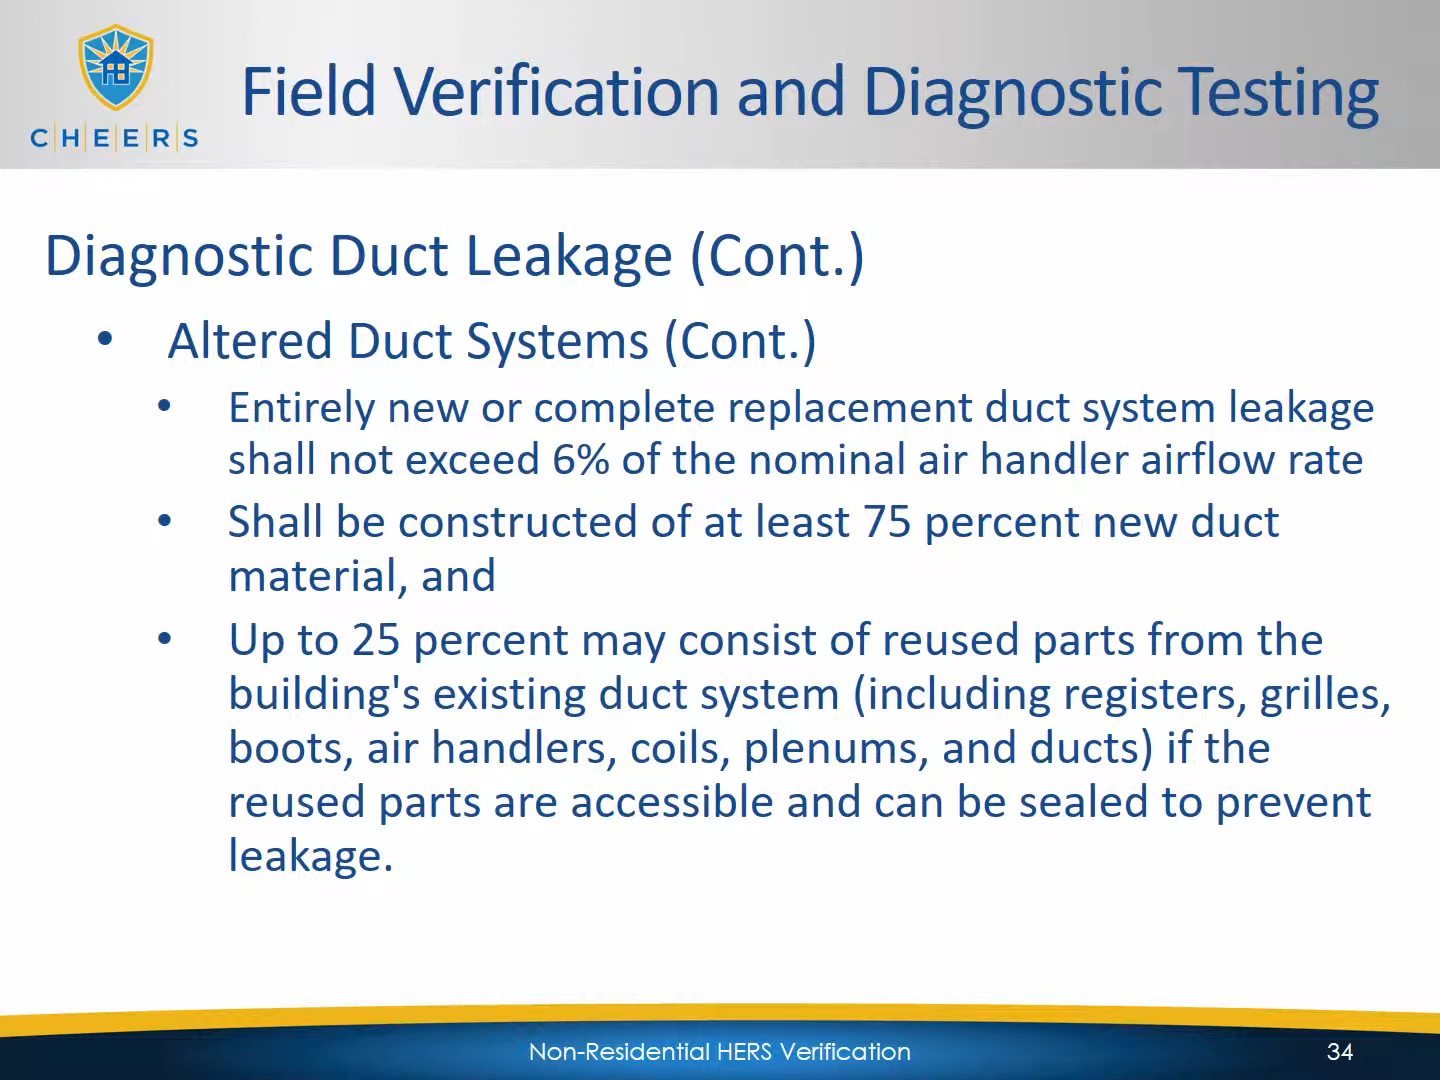 C|H|E|E|R|S
Field Verification and Diagnostic Testing
Diagnostic Duct Leakage (Cont.)
• Altered Duct Systems (Cont.)
• Entirely new or complete replacement duct system leakage
shall not exceed 6% of the nominal air handler airflow rate
• Shall be constructed of at least 75 percent new duct
material, and
• Up to 25 percent may consist of reused parts from the
building's existing duct system (including registers, grilles,
boots, air handlers, coils, plenums, and ducts) if the
reused parts are accessible and can be sealed to prevent
leakage.
Non-Residential HERS Verification
34